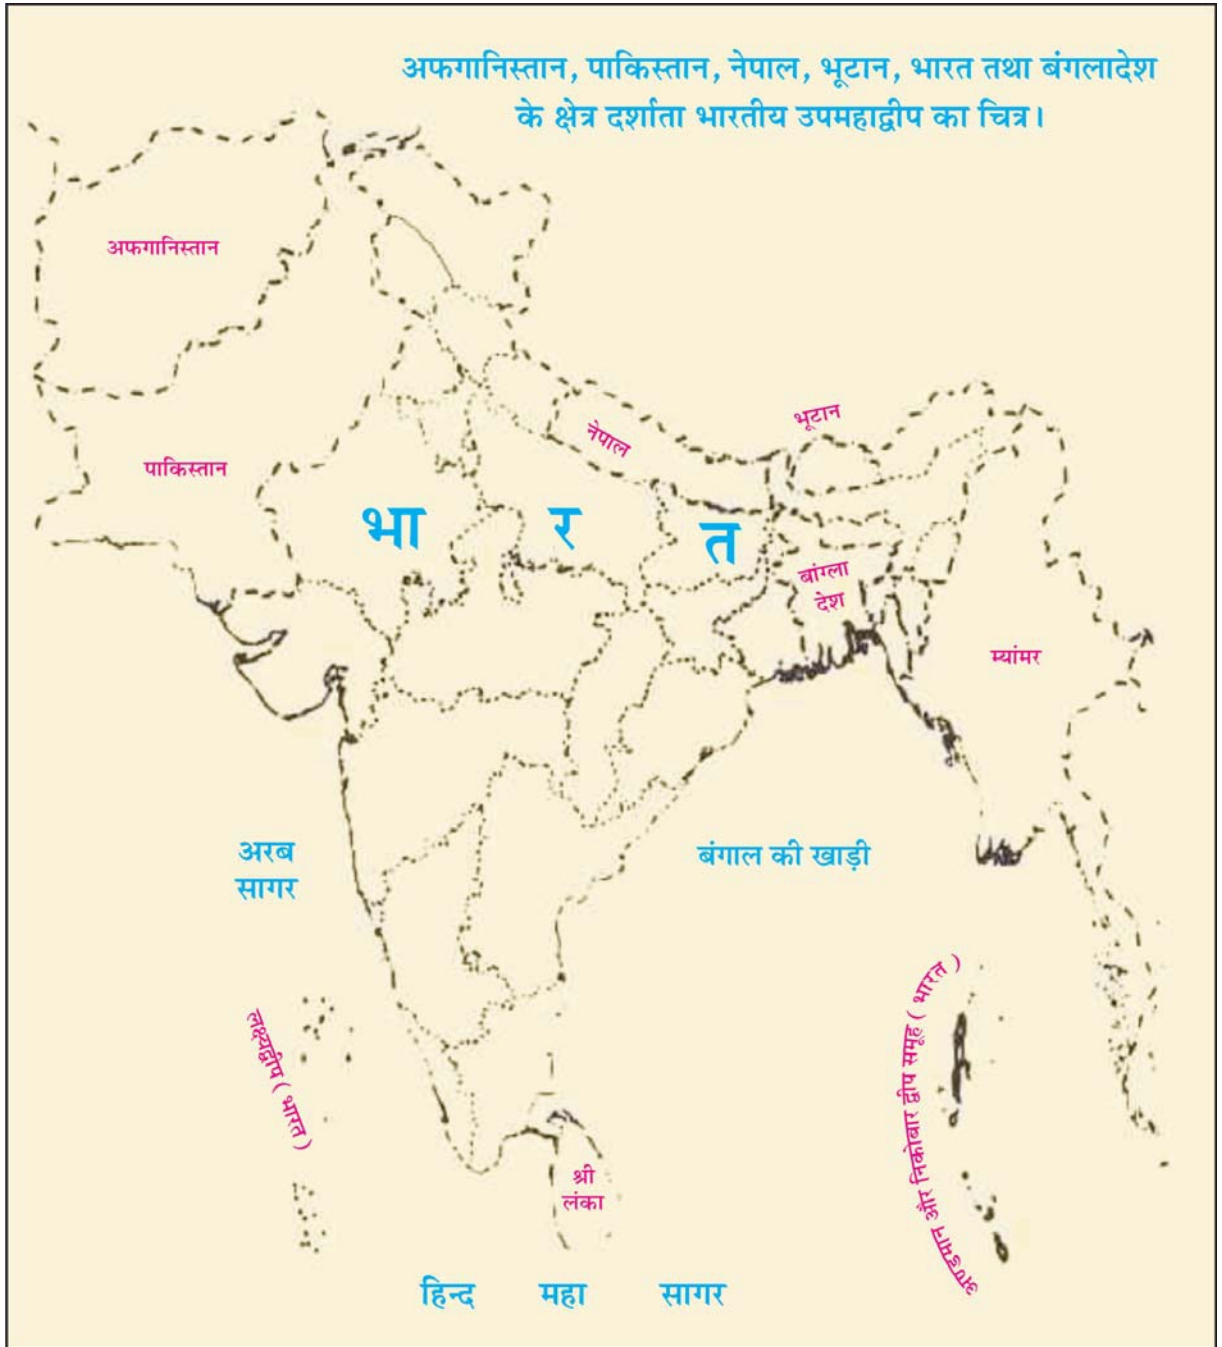 अफगानिस्तान, पाकिस्तान, नेपाल, भूटान, भारत तथा बंगलादेश
के क्षेत्र दर्शाता भारतीय उपमहाद्वीप का चित्र।
अफगानिस्तान
भूटान
नेपाल
पाकिस्तान
भा र त
बांग्ला
देश
म्यांमर
अरब
सागर
बंगाल की खाड़ी
लक्ष्यद्वीप ( भारत )
अण्डमान और निकोबार द्वीप समूह ( भारत )
श्री
लंका
हिन्द महा सागर